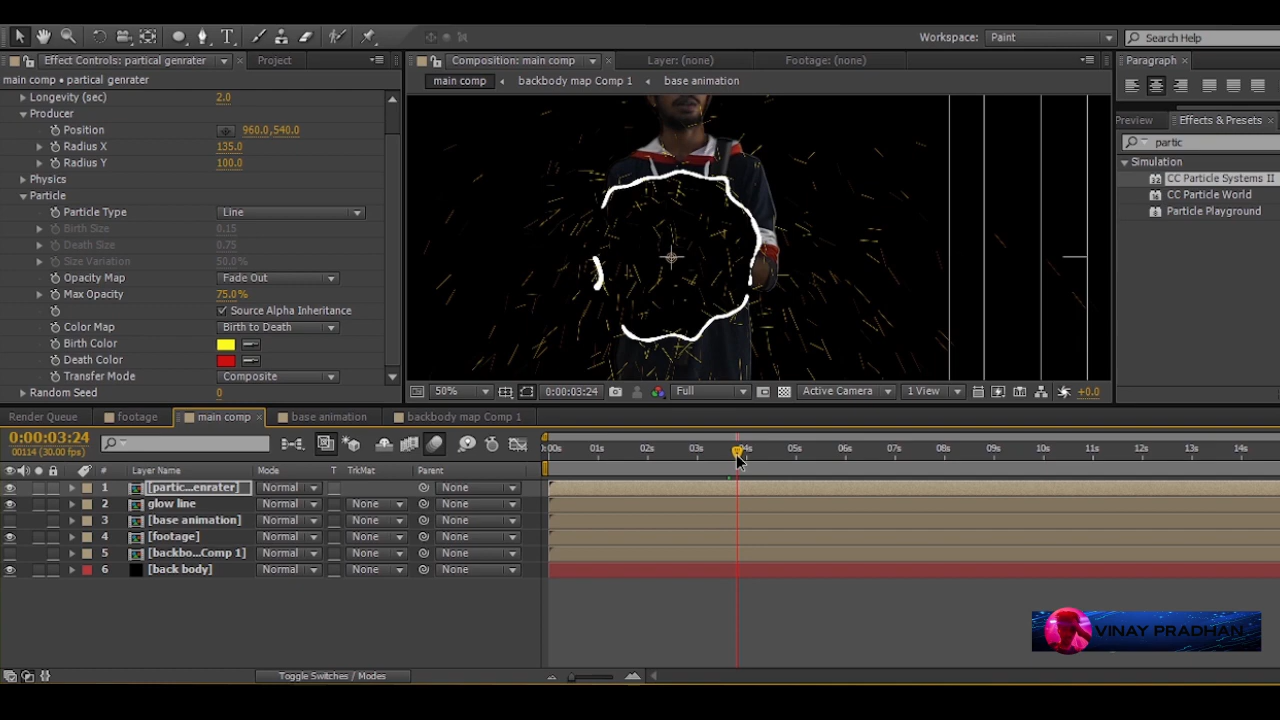 Workspace: Paint Search Help
Effect Controls: partical genrater Project
Composition: main comp Layer: (none) Footage: (none)
Paragraph
main comp • partical genrater
main comp backbody map Comp 1 base animation
Longevity (sec) 2.0
Producer
Position 960.0,540.0
Radius X 135.0
Radius Y 100.0
Physics
Particle
Particle Type Line
Birth Size 0.15
Death Size 0.75
Size Variation 50.0%
Opacity Map Fade Out
Max Opacity 75.0%
Source Alpha Inheritance
Color Map Birth to Death
Birth Color
Death Color
Transfer Mode Composite
Random Seed 0
Preview Effects & Presets
partic
Simulation
CC Particle Systems II
CC Particle World
Particle Playground
50% 0:00:03:24 Full Active Camera 1 View +0.0
Render Queue footage main comp base animation backbody map Comp 1
0:00:03:24
00114 (30.00 fps)
:00s 01s 02s 03s 04s 05s 06s 07s 08s 09s 10s 11s 12s 13s 14s
# Layer Name Mode T TrkMat Parent
1 [partic...enrater] Normal None
2 glow line Normal None None
3 [base animation] Normal None None
4 [footage] Normal None None
5 [backbo...Comp 1] Normal None None
6 [back body] Normal None None
VINAY PRADHAN
Toggle Switches / Modes